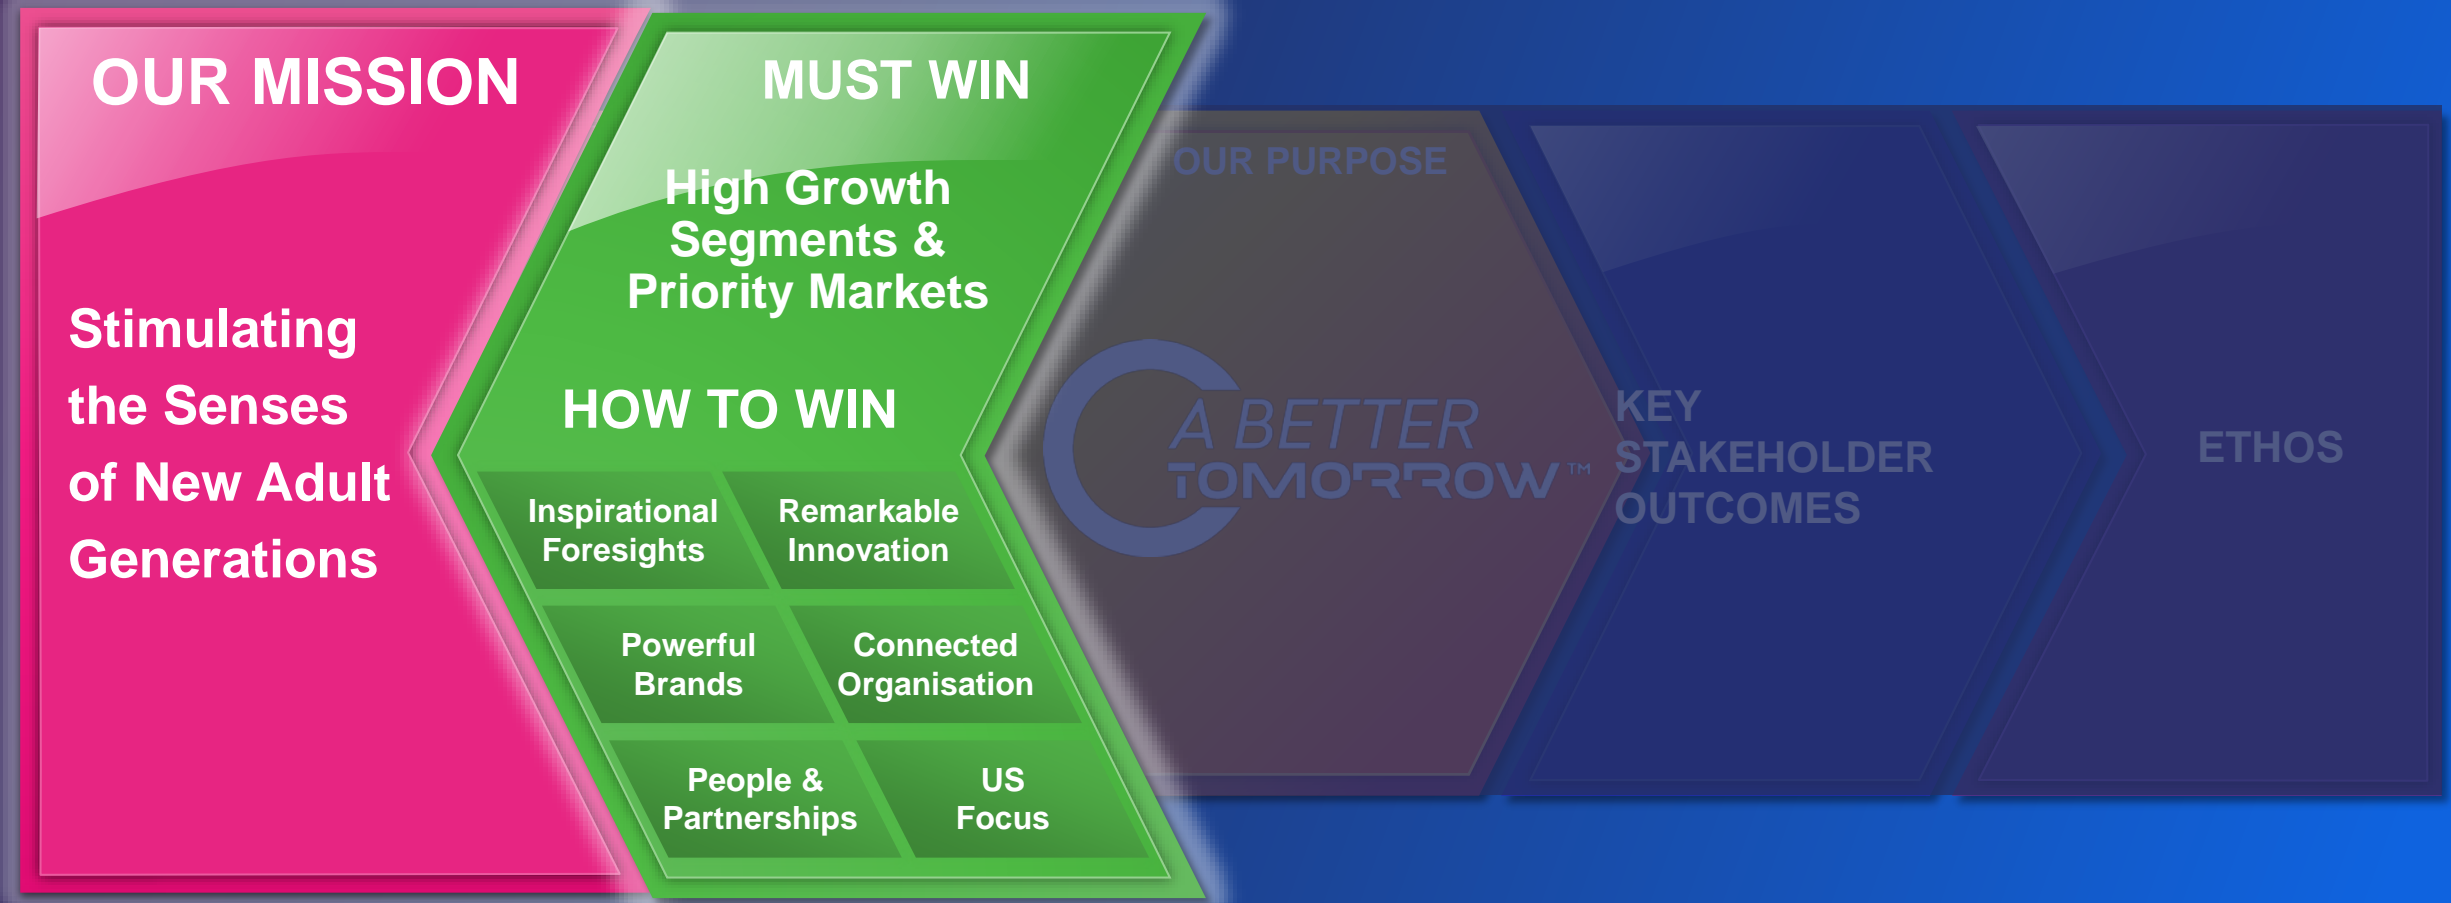 OUR MISSION
Stimulating
the Senses
of New Adult
Generations
MUST WIN
High Growth
Segments &
Priority Markets
HOW TO WIN
Inspirational
Foresights
Remarkable
Innovation
Powerful
Brands
Connected
Organisation
People &
Partnerships
US
Focus
OUR PURPOSE
A BETTER
TOMORROW™
KEY
STAKEHOLDER
OUTCOMES
ETHOS